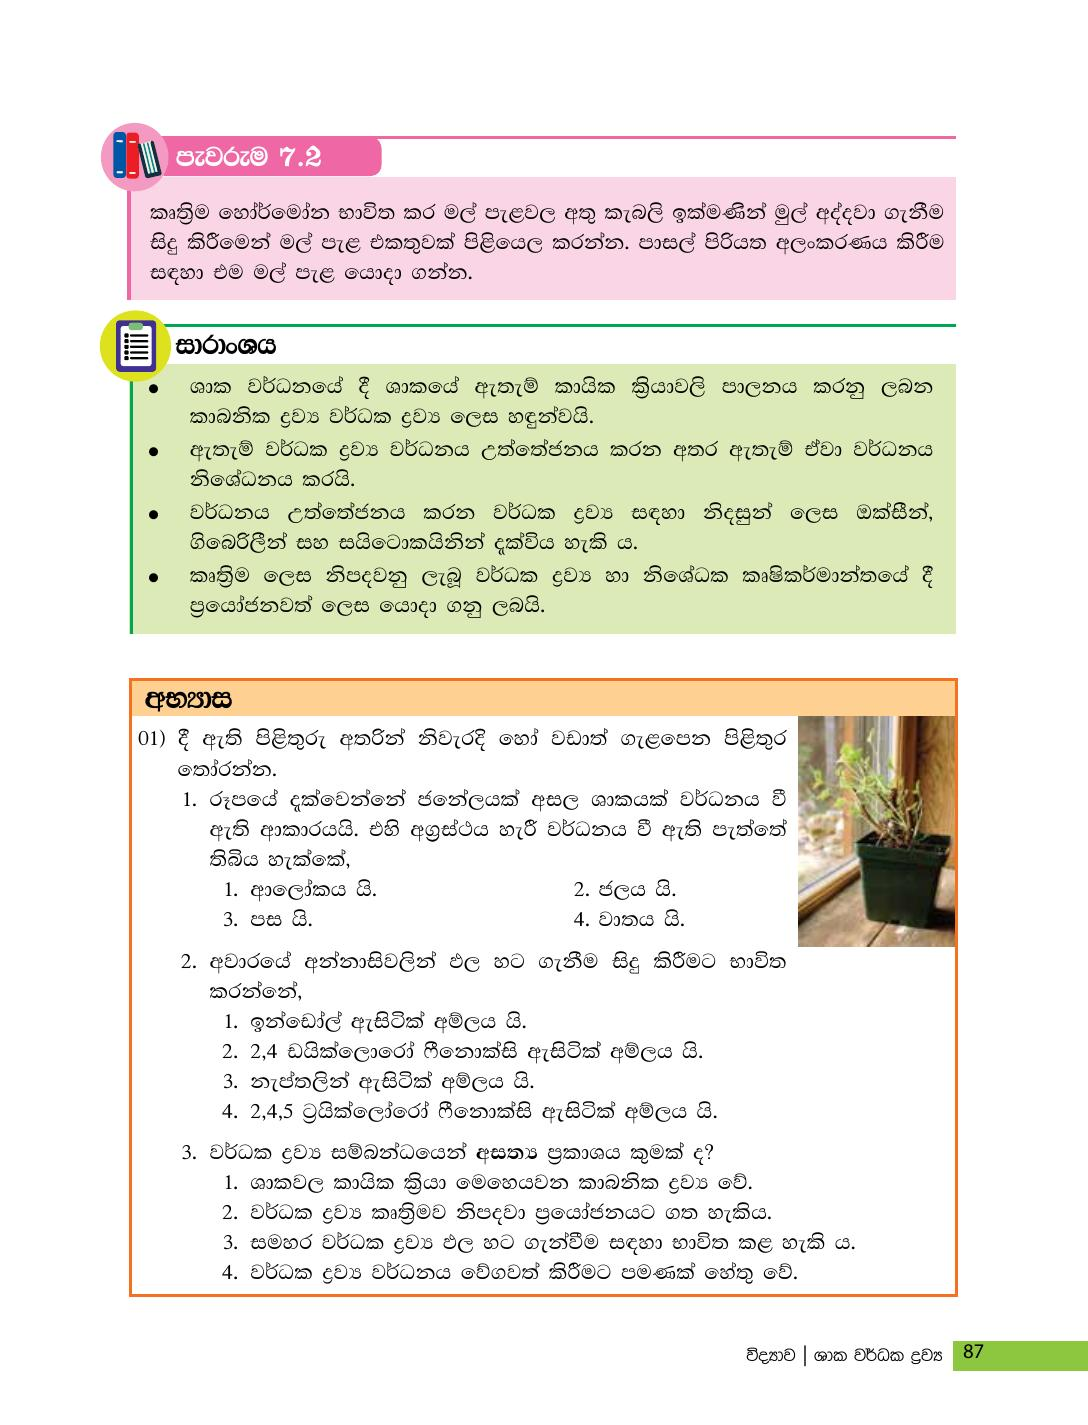 පැවරුම 7.2
කෘත්‍රිම හෝර්මෝන භාවිත කර මල් පැළවල අතු කැබලි ඉක්මණින් මුල් අද්දවා ගැනීම
සිදු කිරීමෙන් මල් පැළ එකතුවක් පිළියෙල කරන්න. පාසල් පිරියත අලංකරණය කිරීම
සඳහා එම මල් පැළ යොදා ගන්න.
සාරාංශය
● ශාක වර්ධනයේ දී ශාකයේ ඇතැම් කායික ක්‍රියාවලි පාලනය කරනු ලබන
කාබනික ද්‍රව්‍ය වර්ධක ද්‍රව්‍ය ලෙස හඳුන්වයි.
● ඇතැම් වර්ධක ද්‍රව්‍ය වර්ධනය උත්තේජනය කරන අතර ඇතැම් ඒවා වර්ධනය
නිශේධනය කරයි.
● වර්ධනය උත්තේජනය කරන වර්ධක ද්‍රව්‍ය සඳහා නිදසුන් ලෙස ඔක්සීන්,
ගිබෙරිලීන් සහ සයිටොකයිනින් දැක්විය හැකි ය.
● කෘත්‍රිම ලෙස නිපදවනු ලැබූ වර්ධක ද්‍රව්‍ය හා නිශේධක කෘෂිකර්මාන්තයේ දී
ප්‍රයෝජනවත් ලෙස යොදා ගනු ලබයි.
අභ්‍යාස
01) දී ඇති පිළිතුරු අතරින් නිවැරදි හෝ වඩාත් ගැළපෙන පිළිතුර
තෝරන්න.
1. රූපයේ දැක්වෙන්නේ ජනේලයක් අසල ශාකයක් වර්ධනය වී
ඇති ආකාරයයි. එහි අග්‍රස්ථය හැරී වර්ධනය වී ඇති පැත්තේ
තිබිය හැක්කේ,
1. ආලෝකය යි. 2. ජලය යි.
3. පස යි. 4. වාතය යි.
2. අවාරයේ අන්නාසිවලින් ඵල හට ගැනීම සිදු කිරීමට භාවිත
කරන්නේ,
1. ඉන්ඩෝල් ඇසිටික් අම්ලය යි.
2. 2,4 ඩයික්ලොරෝ ෆීනොක්සි ඇසිටික් අම්ලය යි.
3. නැප්තලින් ඇසිටික් අම්ලය යි.
4. 2,4,5 ට්‍රයික්ලෝරෝ ෆීනොක්සි ඇසිටික් අම්ලය යි.
3. වර්ධක ද්‍රව්‍ය සම්බන්ධයෙන් අසත්‍ය ප්‍රකාශය කුමක් ද?
1. ශාකවල කායික ක්‍රියා මෙහෙයවන කාබනික ද්‍රව්‍ය වේ.
2. වර්ධක ද්‍රව්‍ය කෘත්‍රිමව නිපදවා ප්‍රයෝජනයට ගත හැකිය.
3. සමහර වර්ධක ද්‍රව්‍ය ඵල හට ගැන්වීම සඳහා භාවිත කළ හැකි ය.
4. වර්ධක ද්‍රව්‍ය වර්ධනය වේගවත් කිරීමට පමණක් හේතු වේ.
විද්‍යාව | ශාක වර්ධක ද්‍රව්‍ය 87